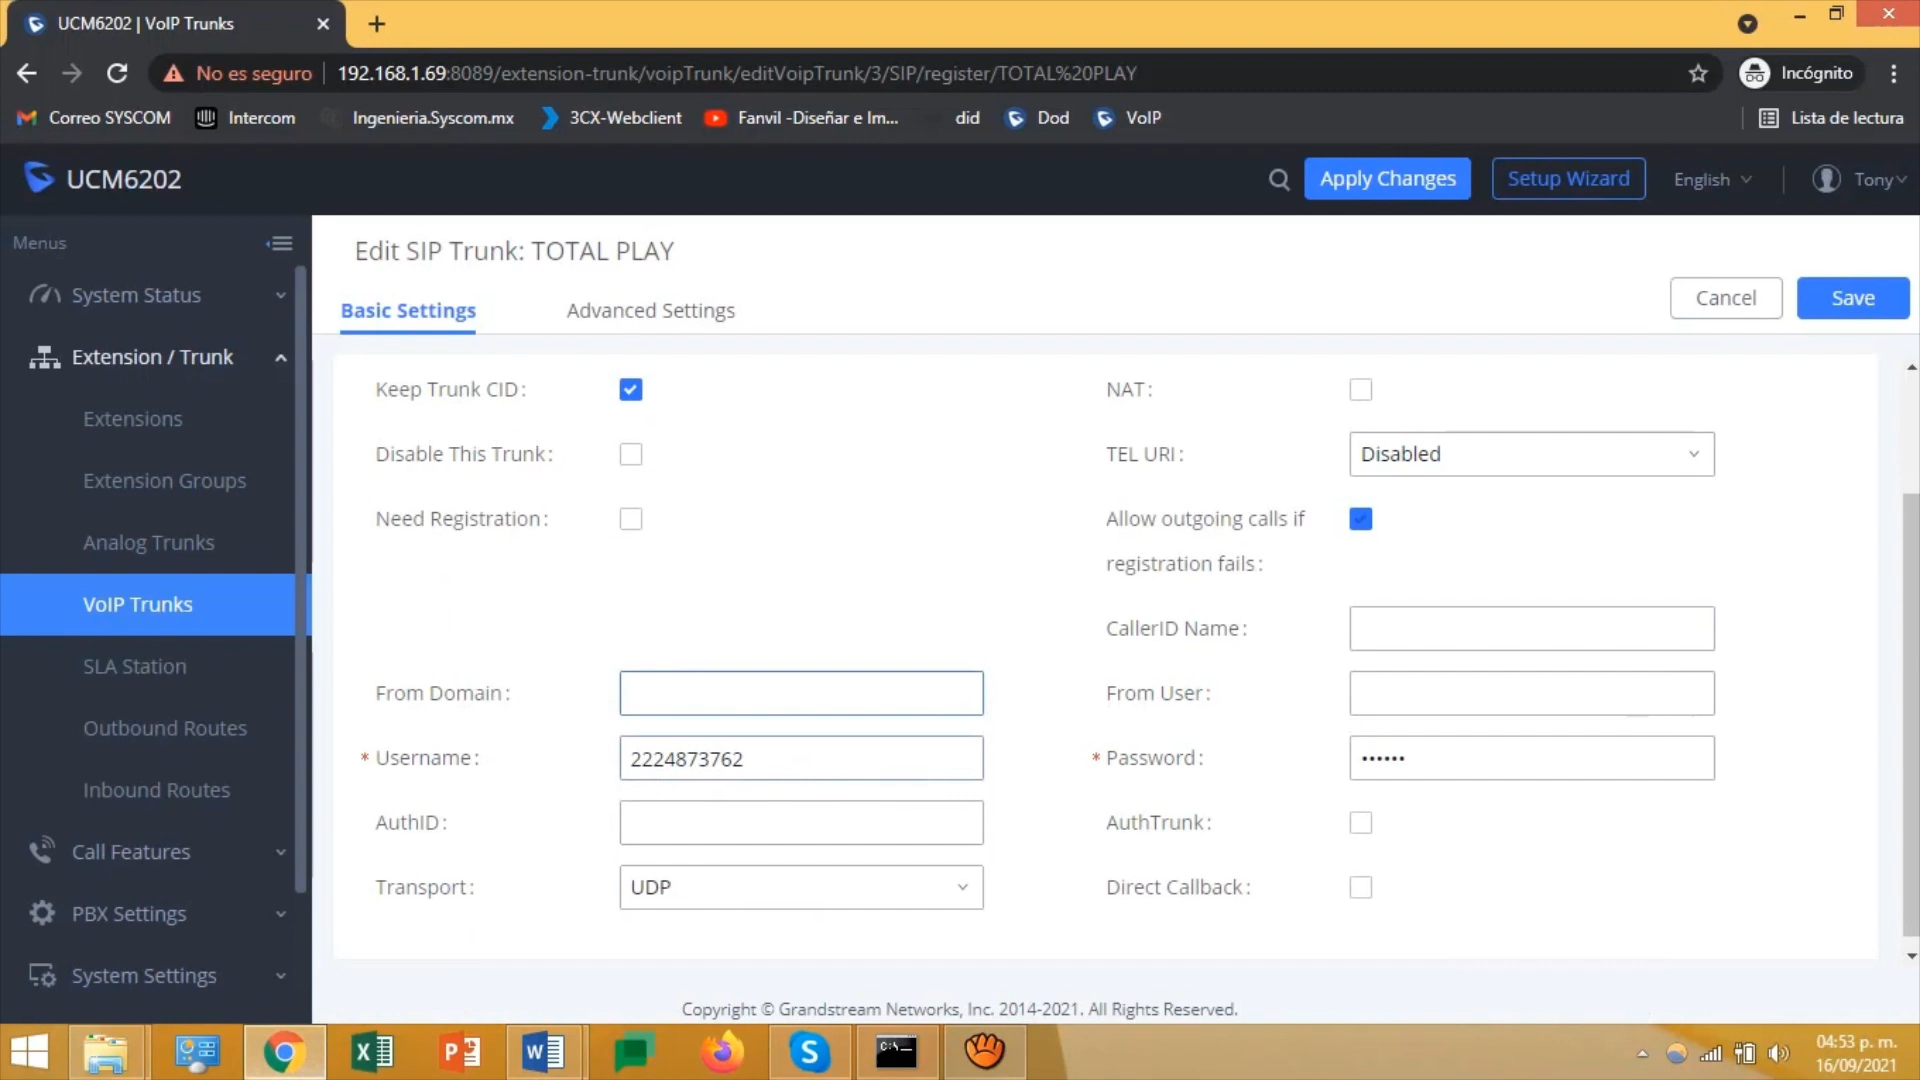 UCM6202 | VoIP Trunks
No es seguro 192.168.1.69:8089/extension-trunk/voipTrunk/editVoipTrunk/3/SIP/register/TOTAL%20PLAY Incógnito
Correo SYSCOM Intercom Ingenieria.Syscom.mx 3CX-Webclient Fanvil -Diseñar e Im... did Dod VoIP Lista de lectura
UCM6202 Apply Changes Setup Wizard English Tony
Menus
System Status
Extension / Trunk
Extensions
Extension Groups
Analog Trunks
VoIP Trunks
SLA Station
Outbound Routes
Inbound Routes
Call Features
PBX Settings
System Settings
Edit SIP Trunk: TOTAL PLAY
Cancel Save
Basic Settings Advanced Settings
Keep Trunk CID: NAT:
Disable This Trunk: TEL URI: Disabled
Need Registration: Allow outgoing calls if
registration fails:
CallerID Name:
From Domain: From User:
* Username: 2224873762 * Password: ••••••
AuthID: AuthTrunk:
Transport: UDP Direct Callback:
Copyright © Grandstream Networks, Inc. 2014-2021. All Rights Reserved.
04:53 p. m.
16/09/2021